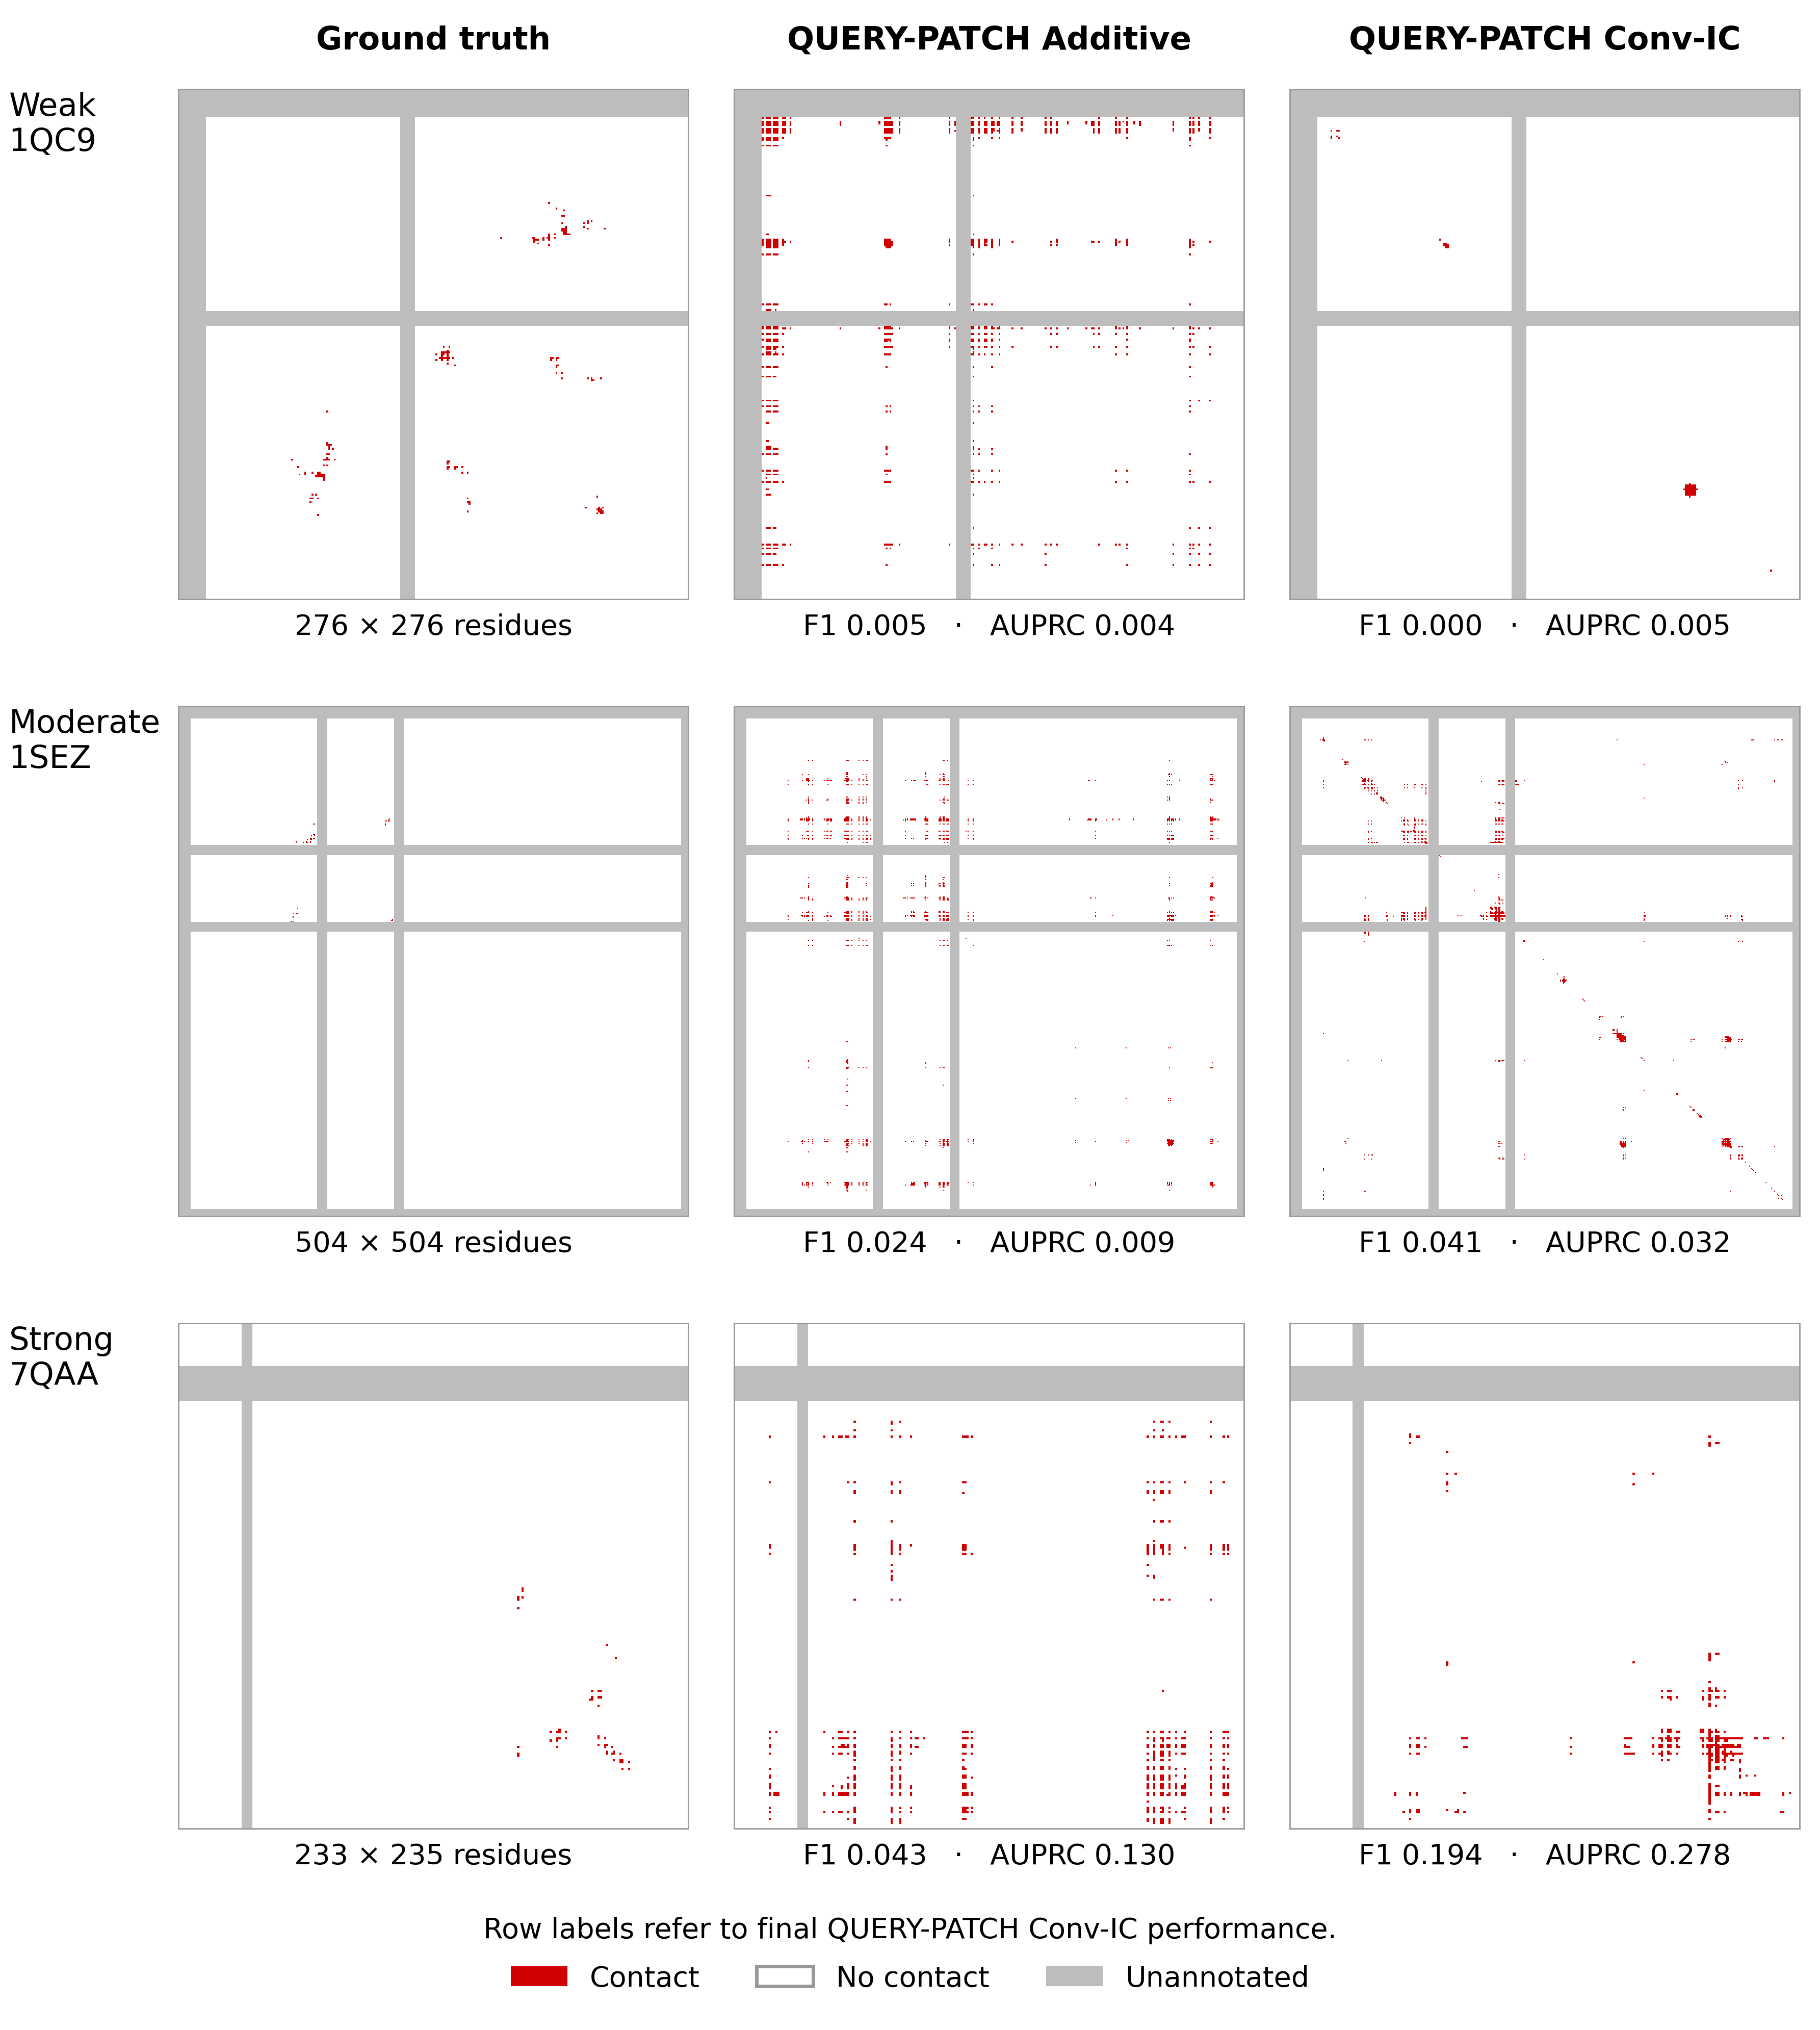 Ground truth
QUERY-PATCH Additive
QUERY-PATCH Conv-IC
Weak
1QC9
276 × 276 residues
F1 0.005 · AUPRC 0.004
F1 0.000 · AUPRC 0.005
Moderate
1SEZ
504 × 504 residues
F1 0.024 · AUPRC 0.009
F1 0.041 · AUPRC 0.032
Strong
7QAA
233 × 235 residues
F1 0.043 · AUPRC 0.130
F1 0.194 · AUPRC 0.278
Row labels refer to final QUERY-PATCH Conv-IC performance.
Contact
No contact
Unannotated